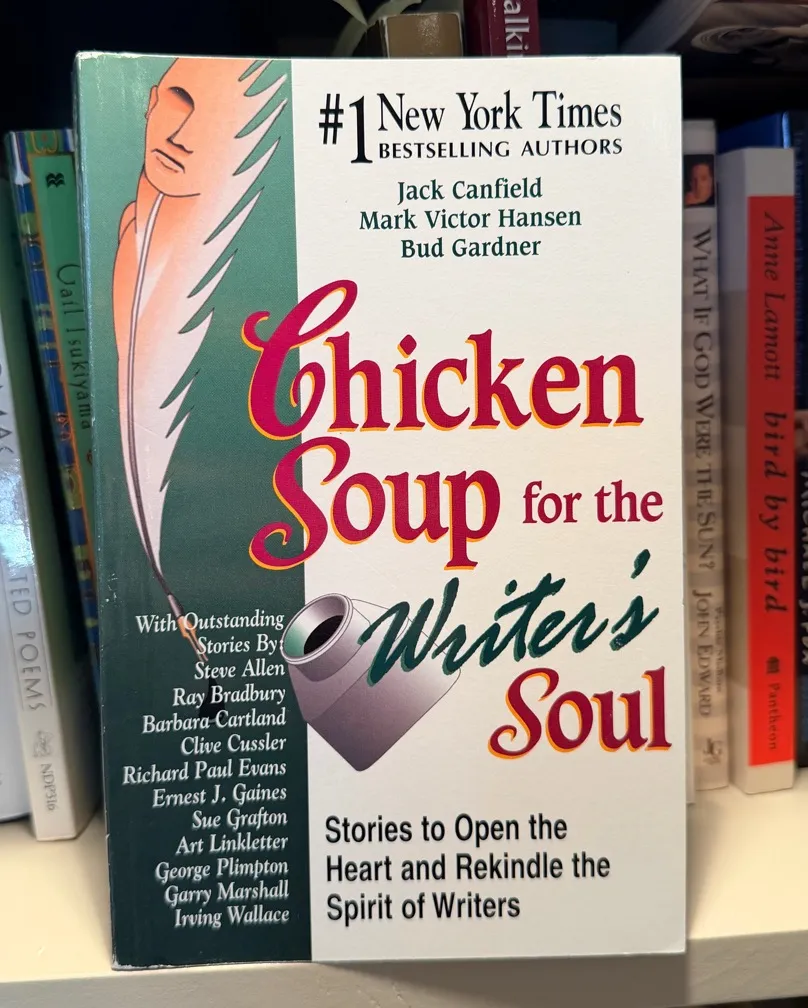 #1 New York Times
BESTSELLING AUTHORS
Jack Canfield
Mark Victor Hansen
Bud Gardner
Chicken
Soup for the
Writer's
Soul
With Outstanding
Stories By:
Steve Allen
Ray Bradbury
Barbara Cartland
Clive Cussler
Richard Paul Evans
Ernest J. Gaines
Sue Grafton
Art Linkletter
George Plimpton
Garry Marshall
Irving Wallace
Stories to Open the
Heart and Rekindle the
Spirit of Writers
Gail Tsukiyama
POEMS
NDP316
WHAT IF GOD WERE THE SUN?
JOHN EDWARD
Anne Lamott bird by bird
Pantheon